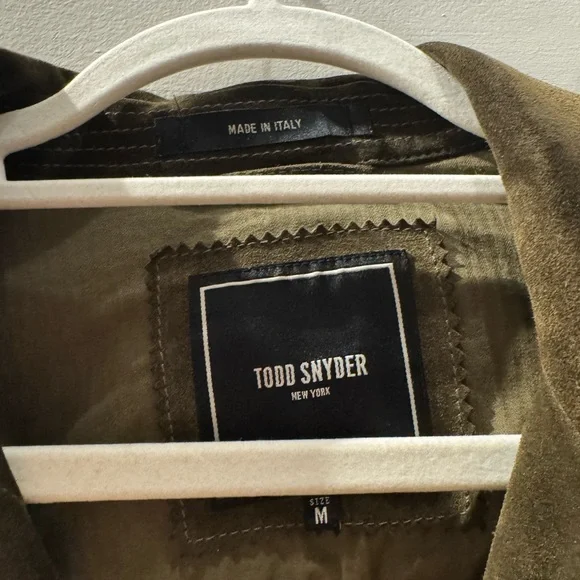 MADE IN ITALY
TODD SNYDER
NEW YORK
SIZE
M